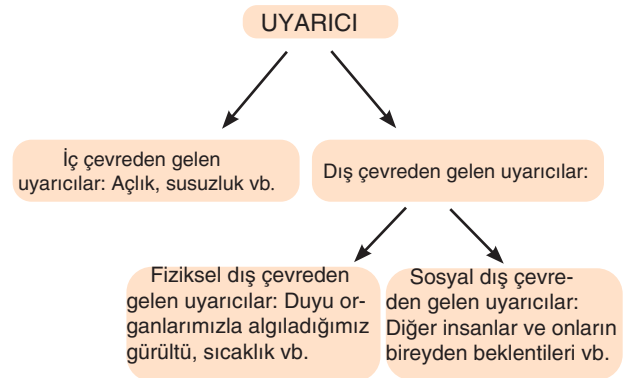 UYARICI
İç çevreden gelen
uyarıcılar: Açlık, susuzluk vb.
Dış çevreden gelen uyarıcılar:
Fiziksel dış çevreden
gelen uyarıcılar: Duyu or-
ganlarımızla algıladığımız
gürültü, sıcaklık vb.
Sosyal dış çevre-
den gelen uyarıcılar:
Diğer insanlar ve onların
bireyden beklentileri vb.